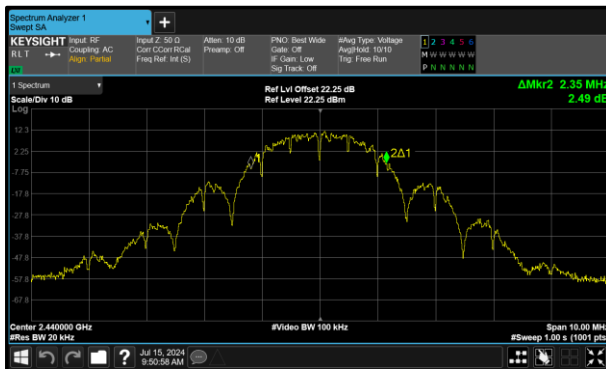 Spectrum Analyzer 1
Swept SA
+
KEYSIGHT
RLT
Input: RF
Coupling: AC
Align: Partial
Input Z: 50 Ω
Corr CCorr RCal
Freq Ref: Int (S)
Atten: 10 dB
Preamp: Off
PNO: Best Wide
Gate: Off
IF Gain: Low
Sig Track: Off
#Avg Type: Voltage
Avg|Hold: 10/10
Trig: Free Run
1 2 3 4 5 6
M W W W W W
P N N N N N
1 Spectrum
Scale/Div 10 dB
Ref Lvl Offset 22.25 dB
Ref Level 22.25 dBm
ΔMkr2 2.35 MHz
2.49 dB
Log
12.3
2.25
-7.75
-17.8
-27.8
-37.8
-47.8
-57.8
-67.8
2Δ1
Center 2.440000 GHz
#Res BW 20 kHz
#Video BW 100 kHz
Span 10.00 MHz
#Sweep 1.00 s (1001 pts)
?
Jul 15, 2024
9:50:58 AM